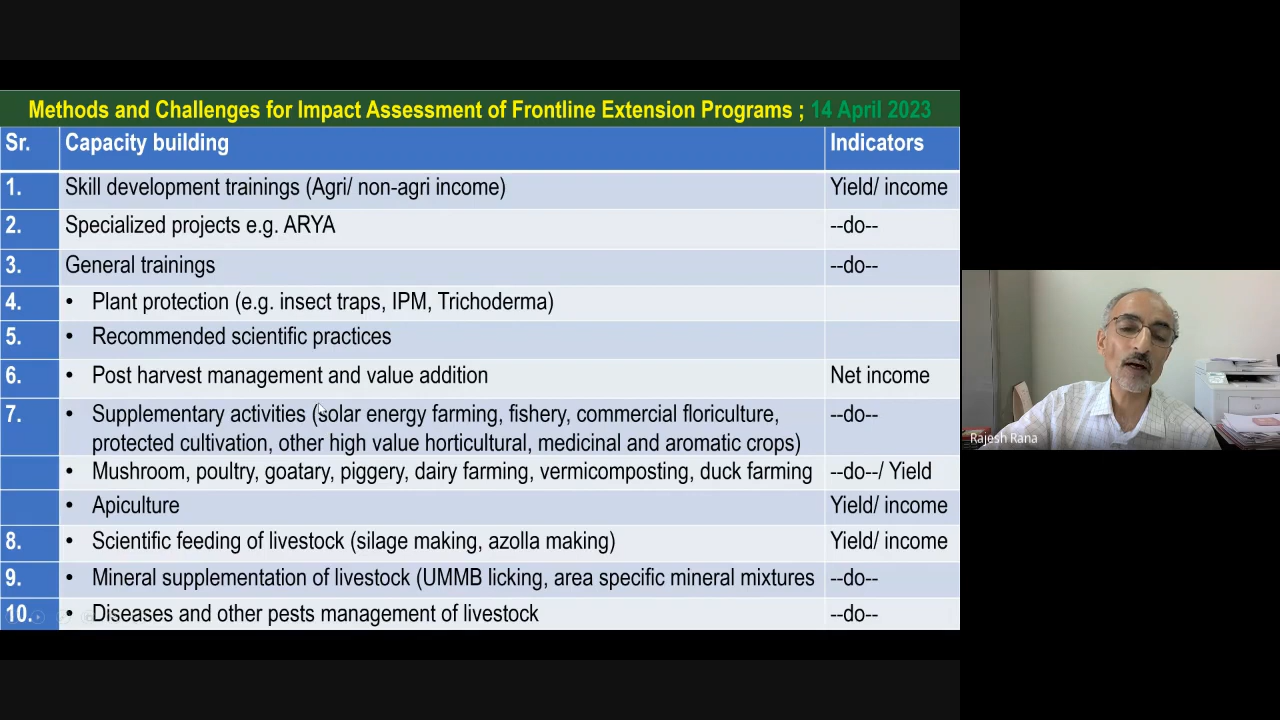 Methods and Challenges for Impact Assessment of Frontline Extension Programs ; 14 April 2023
Sr. Capacity building Indicators
1. Skill development trainings (Agri/ non-agri income) Yield/ income
2. Specialized projects e.g. ARYA --do--
3. General trainings --do--
4. • Plant protection (e.g. insect traps, IPM, Trichoderma)
5. • Recommended scientific practices
6. • Post harvest management and value addition Net income
7. • Supplementary activities (solar energy farming, fishery, commercial floriculture, --do--
protected cultivation, other high value horticultural, medicinal and aromatic crops)
• Mushroom, poultry, goatary, piggery, dairy farming, vermicomposting, duck farming --do--/ Yield
• Apiculture Yield/ income
8. • Scientific feeding of livestock (silage making, azolla making) Yield/ income
9. • Mineral supplementation of livestock (UMMB licking, area specific mineral mixtures --do--
10. • Diseases and other pests management of livestock --do--
Rajesh Rana